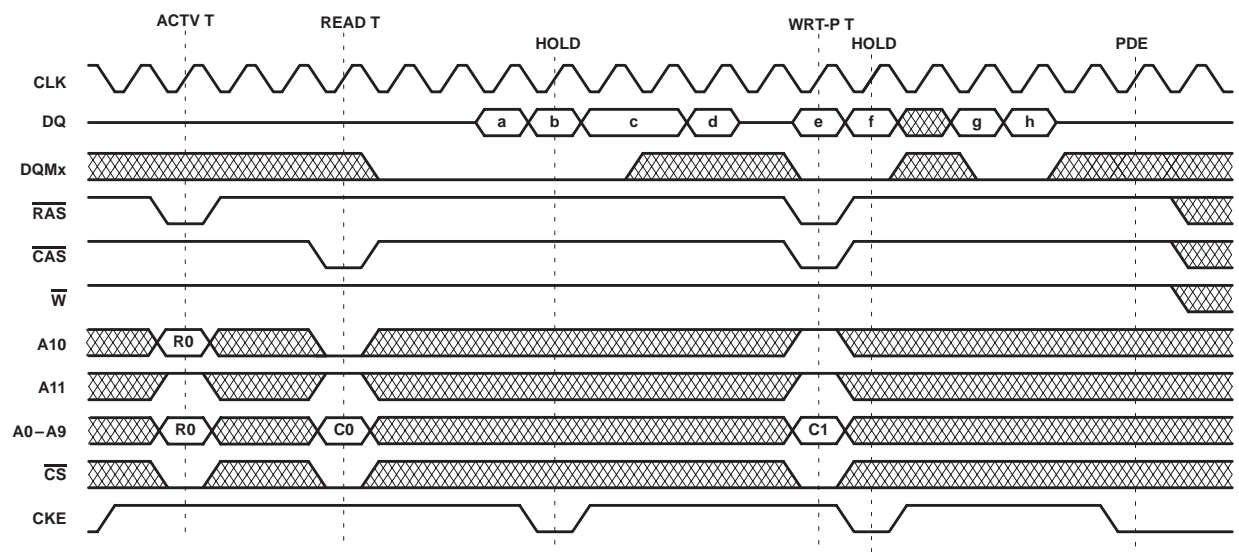 ACTV T
READ T
HOLD
WRT-P T
HOLD
PDE
CLK
DQ
a b c d e f g h
DQMx
RAS
CAS
W
A10
R0
A11
A0–A9
R0 C0 C1
CS
CKE